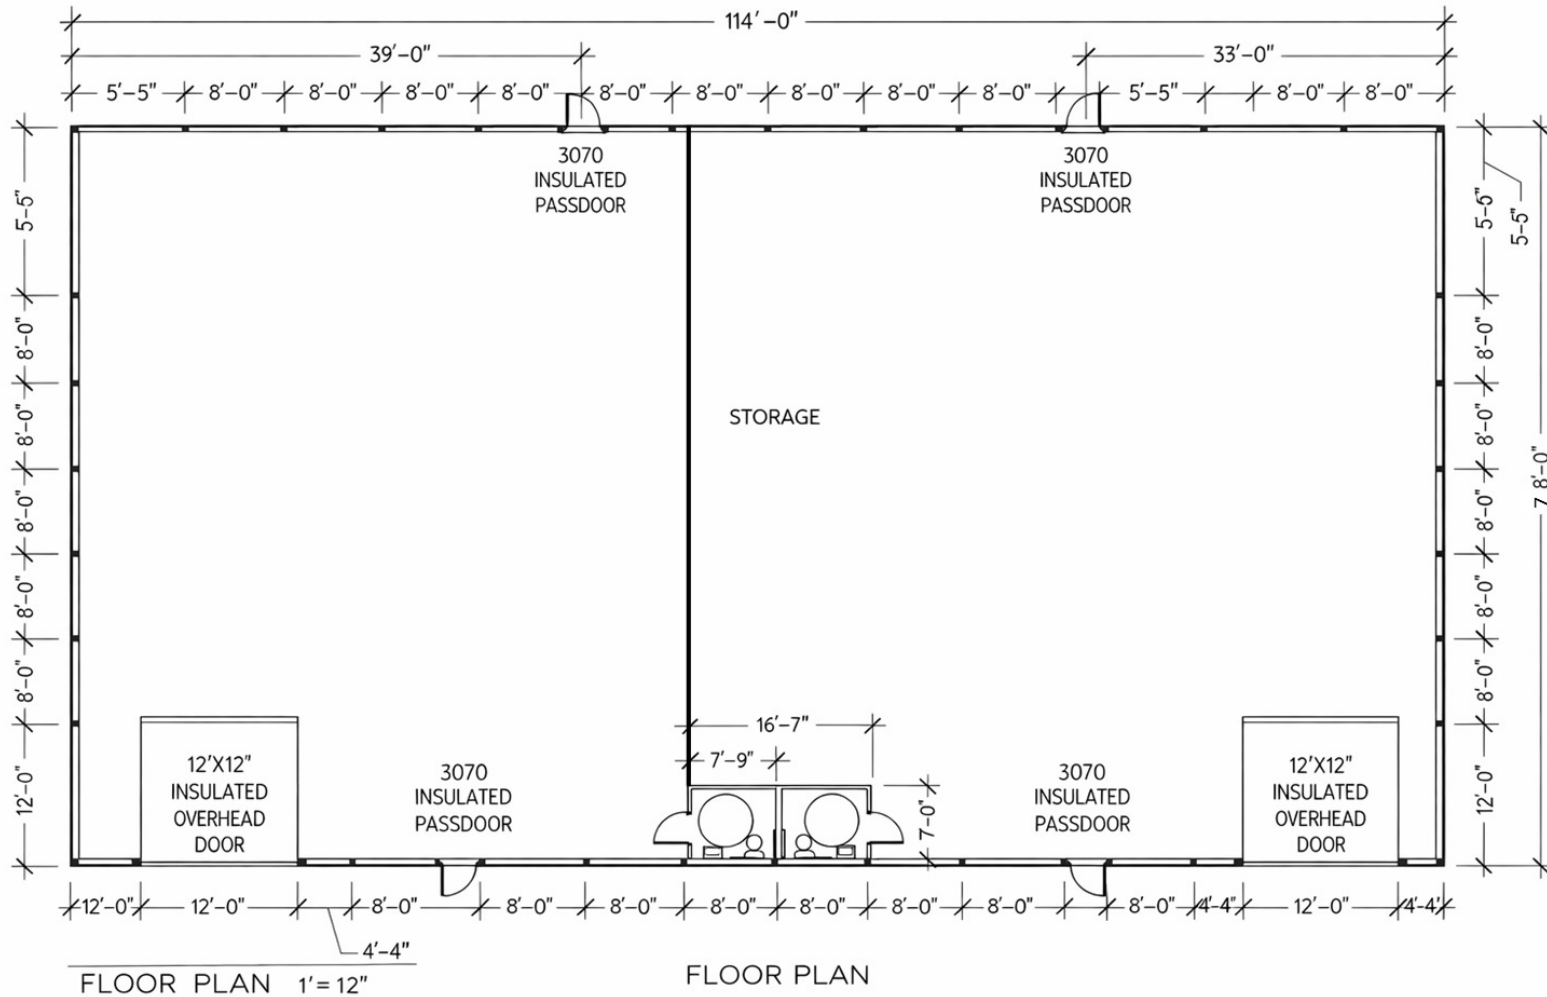 114'-0"
39'-0" 33'-0"
5'-5" 8'-0" 8'-0" 8'-0" 8'-0" 8'-0" 8'-0" 8'-0" 8'-0" 8'-0" 5'-5" 8'-0" 8'-0"
3070
INSULATED
PASSDOOR
3070
INSULATED
PASSDOOR
5-5"
8'-0"
8'-0"
8'-0"
8'-0"
8'-0"
12'-0"
5-6"
5-5"
8'-0"
8'-0"
8'-0"
8'-0"
8'-0"
12'-0"
7 8'-0"
STORAGE
16'-7"
7'-9"
7-0"
12'X12"
INSULATED
OVERHEAD
DOOR
3070
INSULATED
PASSDOOR
3070
INSULATED
PASSDOOR
12'X12"
INSULATED
OVERHEAD
DOOR
12'-0" 12'-0" 8'-0" 8'-0" 8'-0" 8'-0" 8'-0" 8'-0" 8'-0" 8'-0" 4'-4" 12'-0" 4'-4'
4'-4"
FLOOR PLAN 1' = 12"
FLOOR PLAN